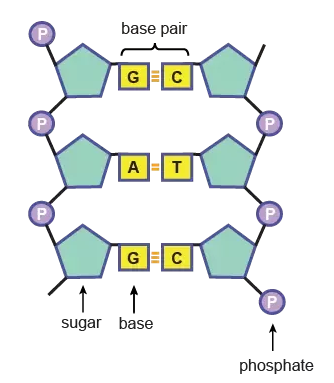 base pair
P
G C
P
P
A T
P
P
G C
P
sugar base
phosphate